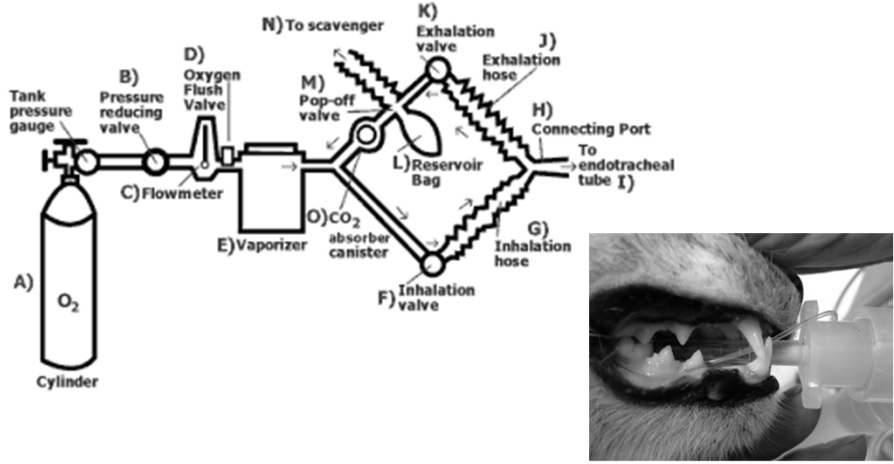 N) To scavenger
K)
Exhalation
valve
J)
Exhalation
hose
D)
Oxygen
Flush
Valve
B)
Pressure
reducing
valve
Tank
pressure
gauge
M)
Pop-off
valve
H)
Connecting Port
To
endotracheal
tube I)
L) Reservoir
Bag
C) Flowmeter
O) CO2
absorber
canister
E) Vaporizer
G)
Inhalation
hose
F) Inhalation
valve
A)
O2
Cylinder